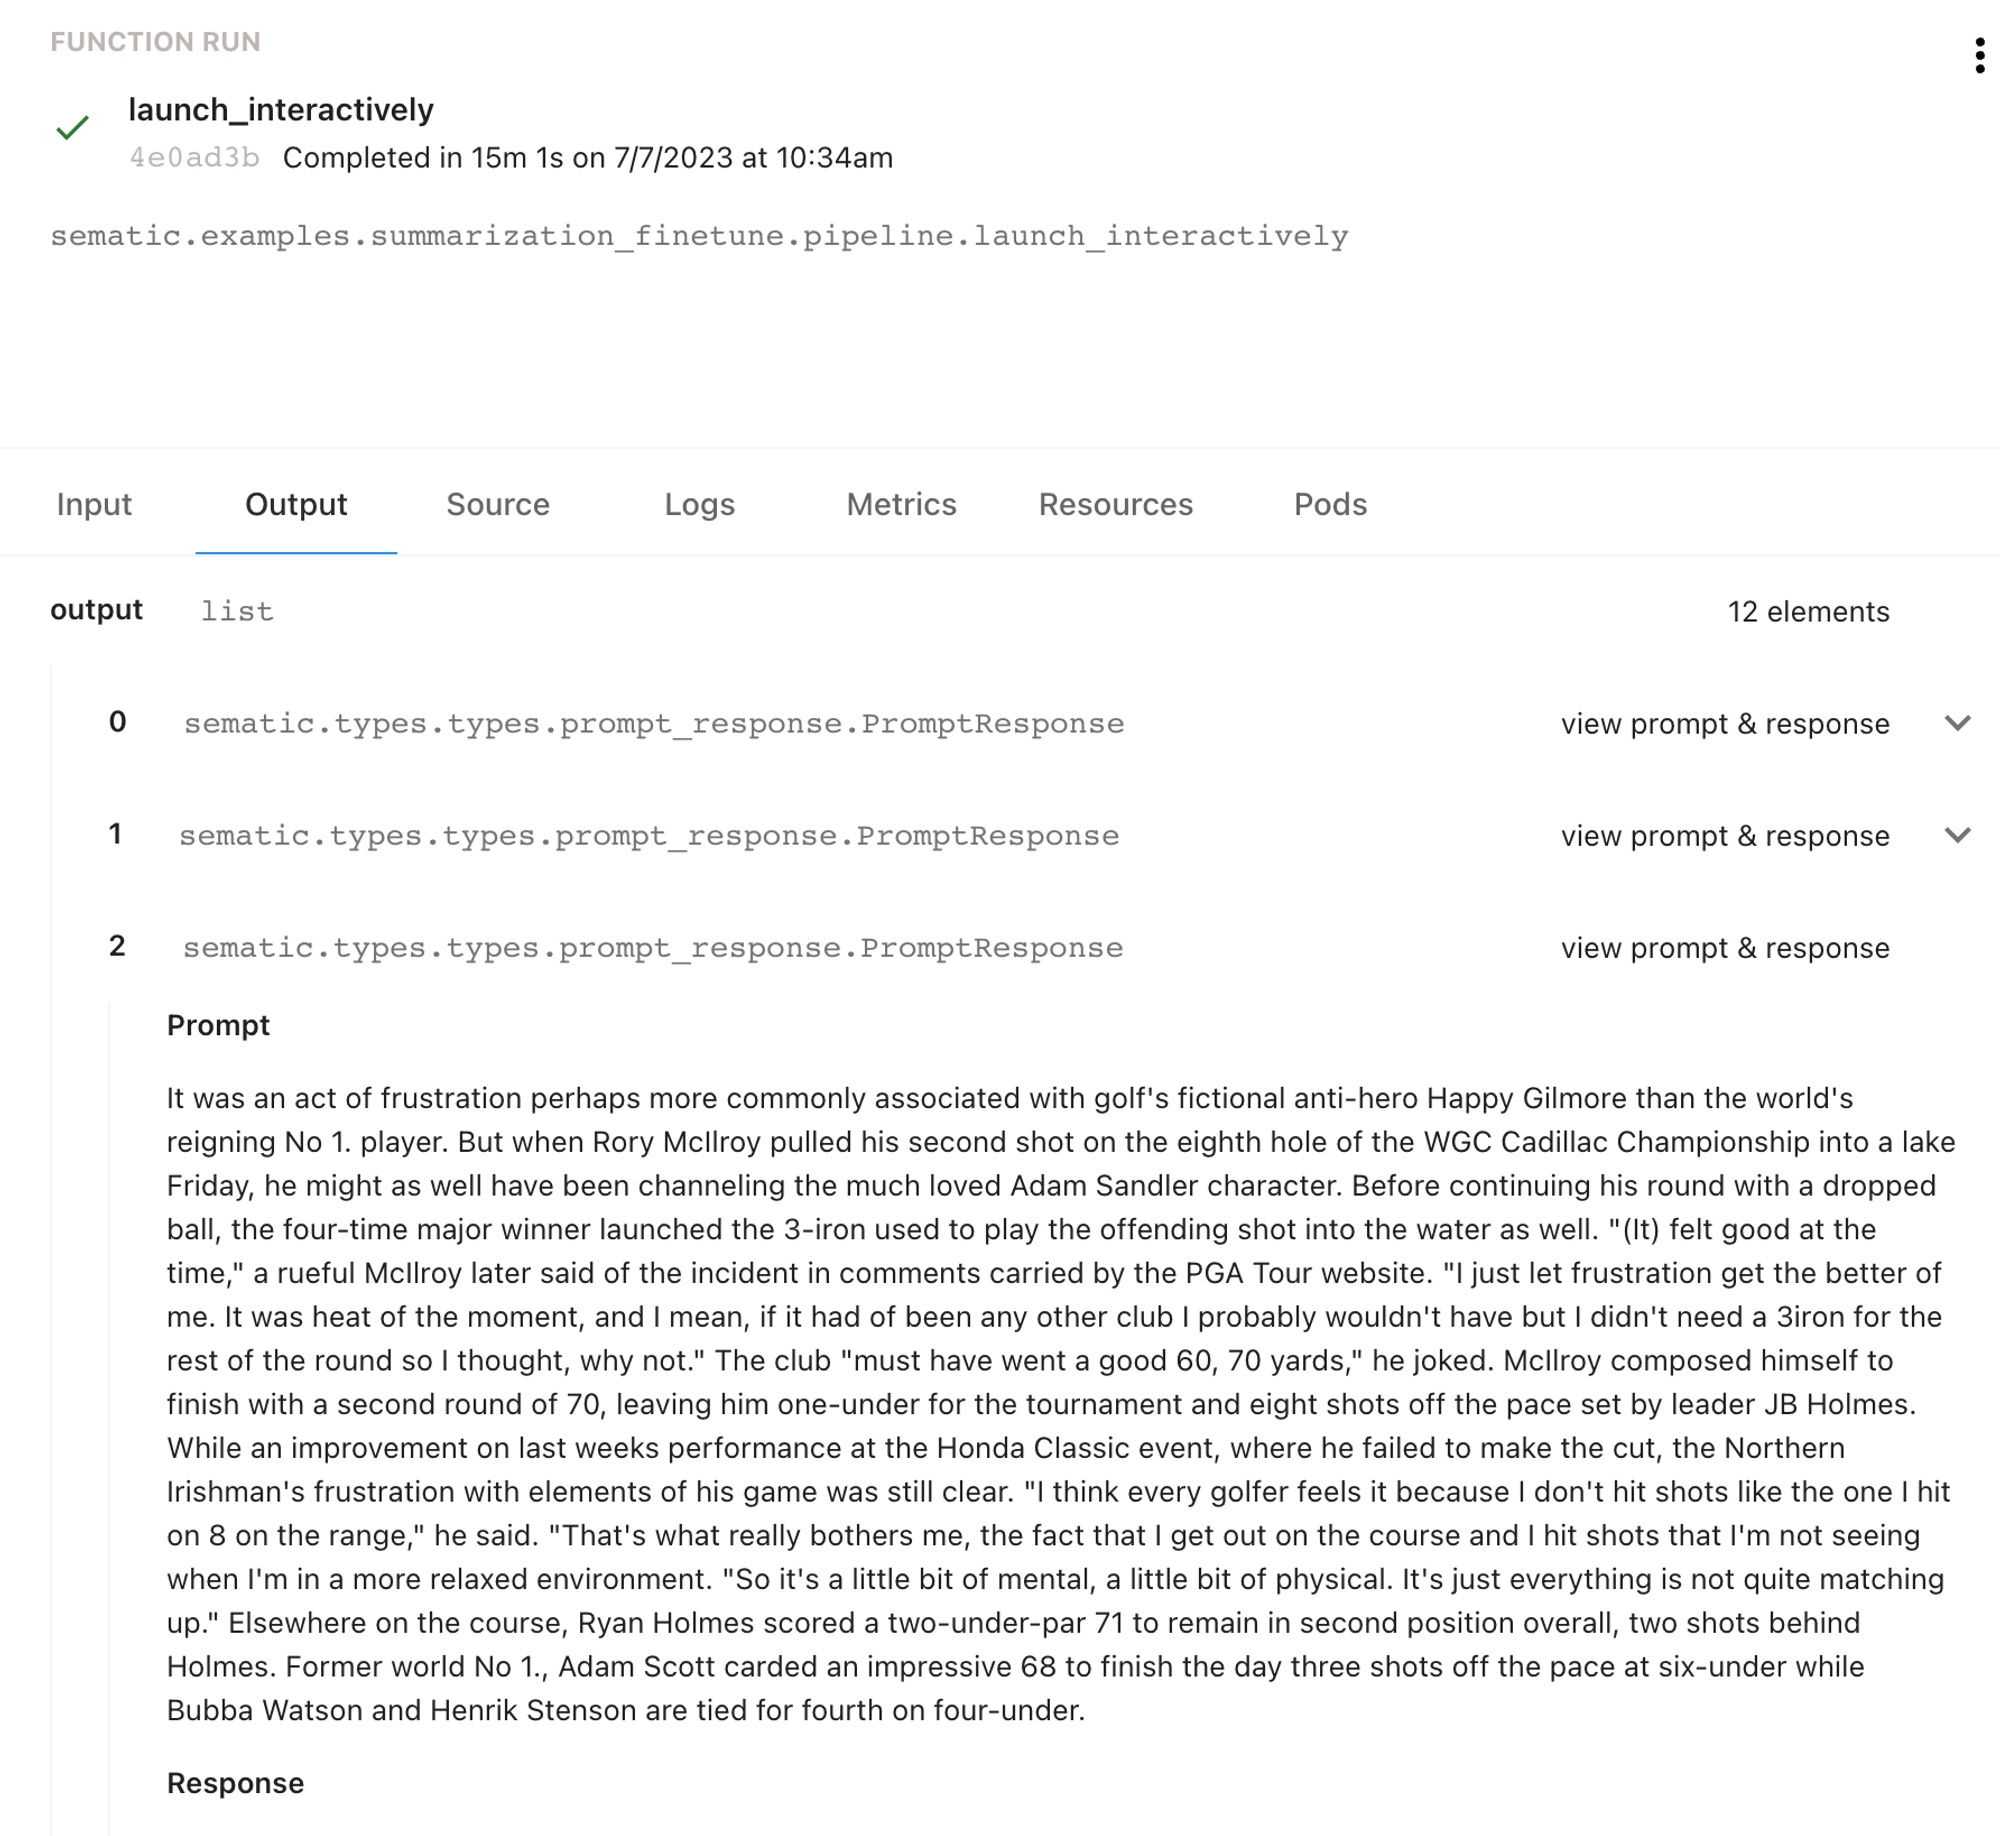 FUNCTION RUN
launch_interactively
4e0ad3b Completed in 15m 1s on 7/7/2023 at 10:34am
sematic.examples.summarization_finetune.pipeline.launch_interactively
Input Output Source Logs Metrics Resources Pods
output list 12 elements
0 sematic.types.types.prompt_response.PromptResponse view prompt & response
1 sematic.types.types.prompt_response.PromptResponse view prompt & response
2 sematic.types.types.prompt_response.PromptResponse view prompt & response
Prompt
It was an act of frustration perhaps more commonly associated with golf's fictional anti-hero Happy Gilmore than the world's
reigning No 1. player. But when Rory McIlroy pulled his second shot on the eighth hole of the WGC Cadillac Championship into a lake
Friday, he might as well have been channeling the much loved Adam Sandler character. Before continuing his round with a dropped
ball, the four-time major winner launched the 3-iron used to play the offending shot into the water as well. "(It) felt good at the
time," a rueful McIlroy later said of the incident in comments carried by the PGA Tour website. "I just let frustration get the better of
me. It was heat of the moment, and I mean, if it had of been any other club I probably wouldn't have but I didn't need a 3iron for the
rest of the round so I thought, why not." The club "must have went a good 60, 70 yards," he joked. McIlroy composed himself to
finish with a second round of 70, leaving him one-under for the tournament and eight shots off the pace set by leader JB Holmes.
While an improvement on last weeks performance at the Honda Classic event, where he failed to make the cut, the Northern
Irishman's frustration with elements of his game was still clear. "I think every golfer feels it because I don't hit shots like the one I hit
on 8 on the range," he said. "That's what really bothers me, the fact that I get out on the course and I hit shots that I'm not seeing
when I'm in a more relaxed environment. "So it's a little bit of mental, a little bit of physical. It's just everything is not quite matching
up." Elsewhere on the course, Ryan Holmes scored a two-under-par 71 to remain in second position overall, two shots behind
Holmes. Former world No 1., Adam Scott carded an impressive 68 to finish the day three shots off the pace at six-under while
Bubba Watson and Henrik Stenson are tied for fourth on four-under.
Response